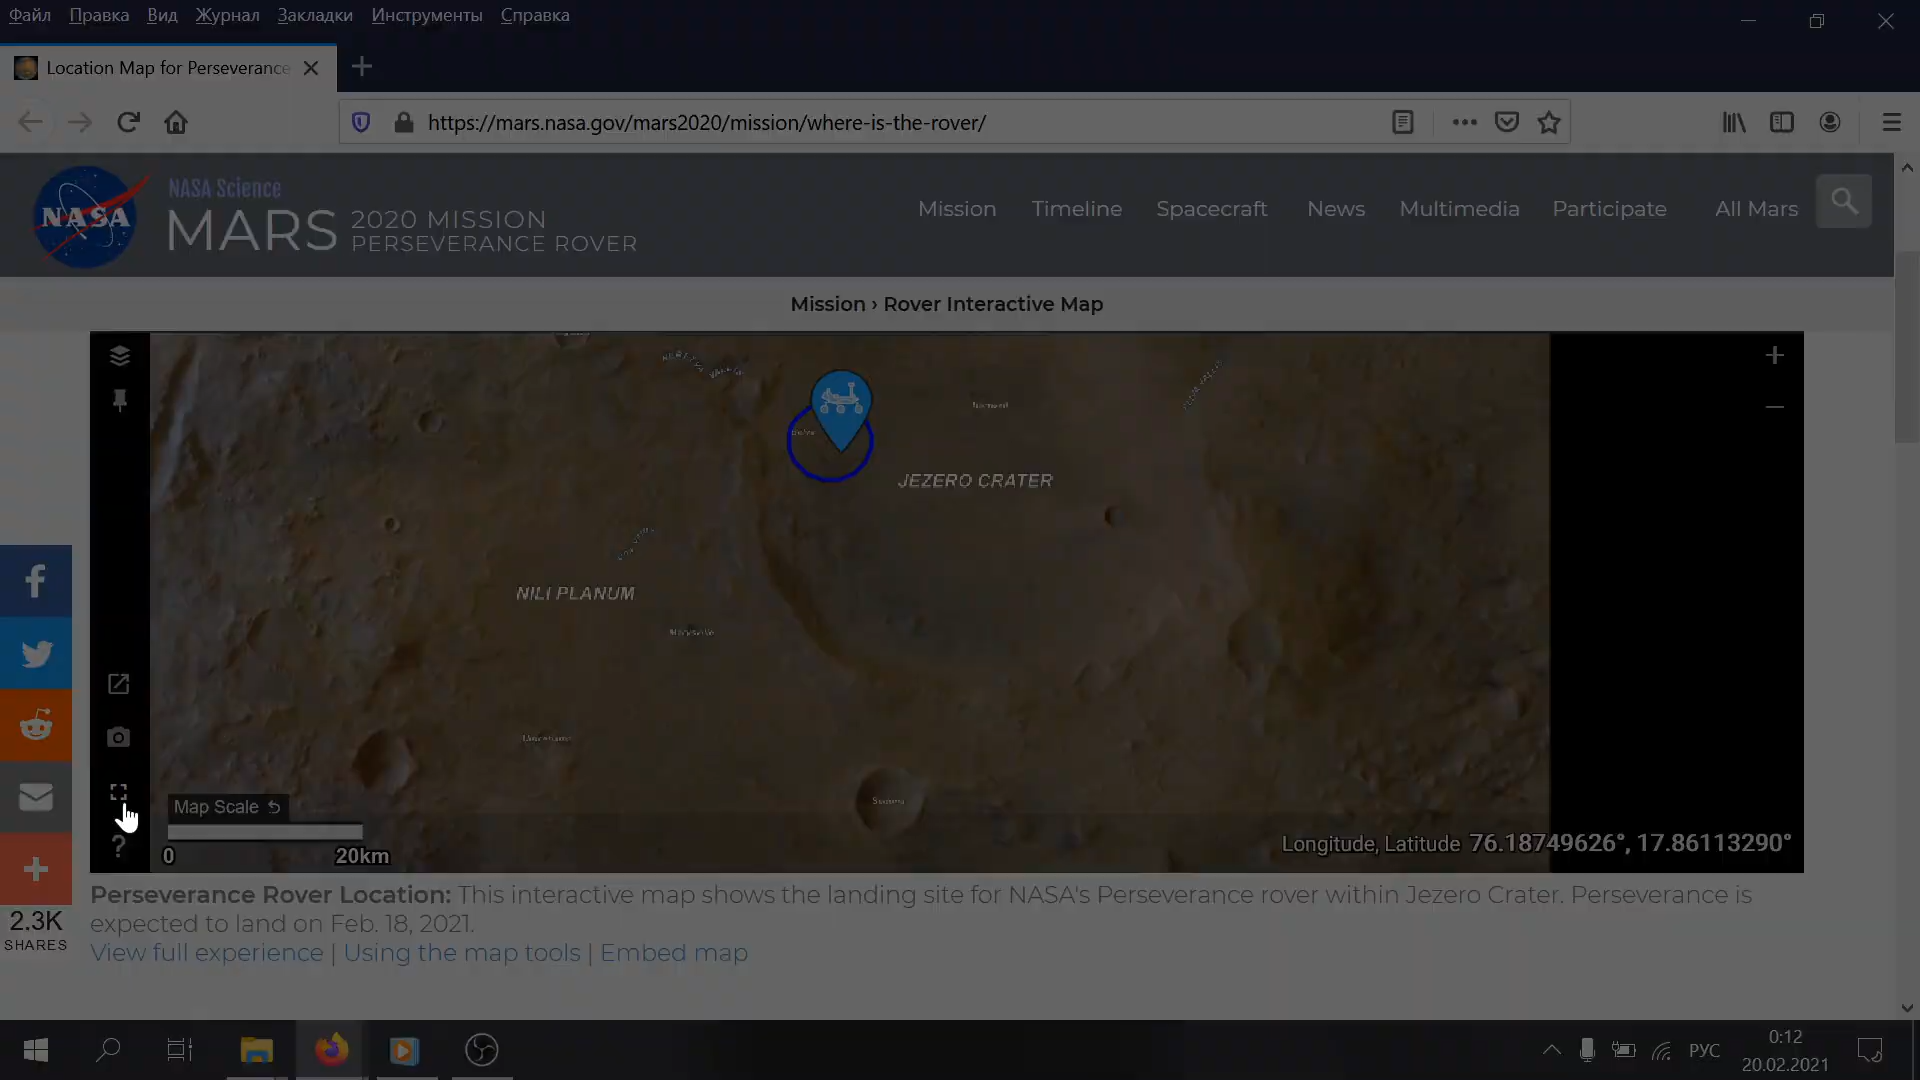 Файл Правка Вид Журнал Закладки Инструменты Справка
Location Map for Perseverance
https://mars.nasa.gov/mars2020/mission/where-is-the-rover/
NASA
NASA Science
MARS 2020 MISSION
PERSEVERANCE ROVER
Mission Timeline Spacecraft News Multimedia Participate All Mars
Mission › Rover Interactive Map
JEZERO CRATER
NILI PLANUM
Map Scale
0 20km
Longitude, Latitude 76.18749626°, 17.86113290°
2.3K
SHARES
Perseverance Rover Location: This interactive map shows the landing site for NASA's Perseverance rover within Jezero Crater. Perseverance is
expected to land on Feb. 18, 2021.
View full experience | Using the map tools | Embed map
РУС
0:12
20.02.2021